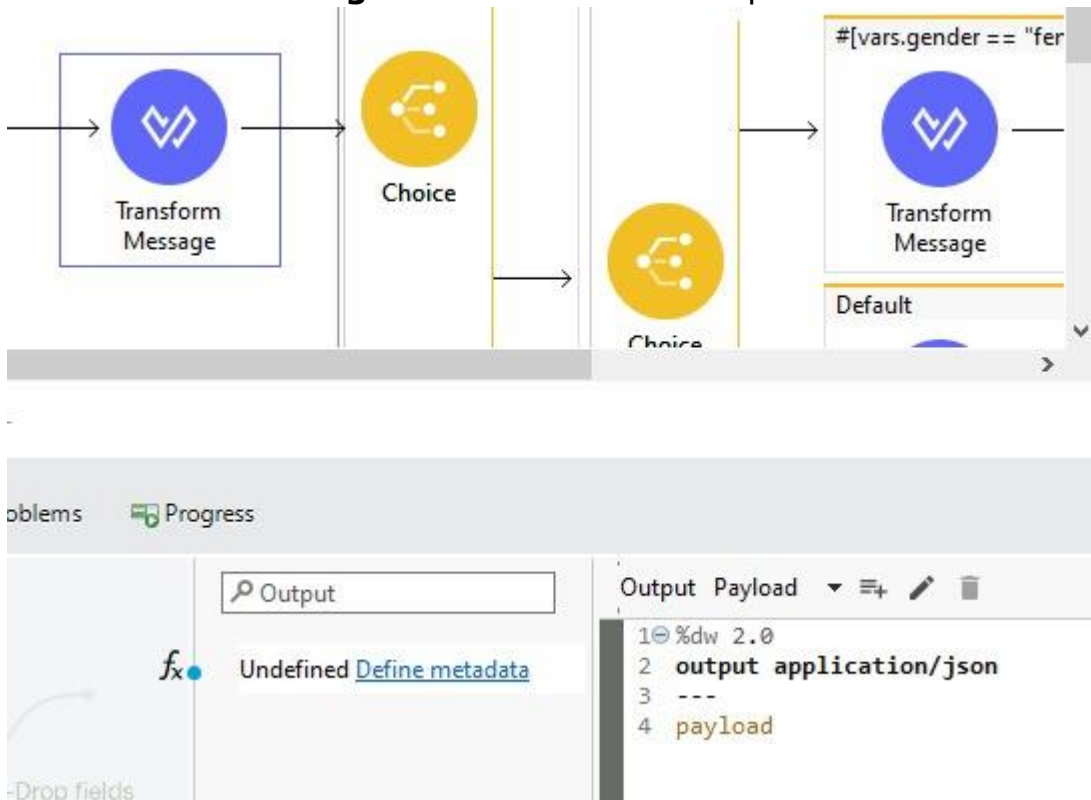 g
#[vars.gender == "fer
Transform
Message
Choice
Transform
Message
Default
Choice
oblems
Progress
Output
Undefined Define metadata
-Drop fields
Output Payload
1 %dw 2.0
2 output application/json
3 ---
4 payload